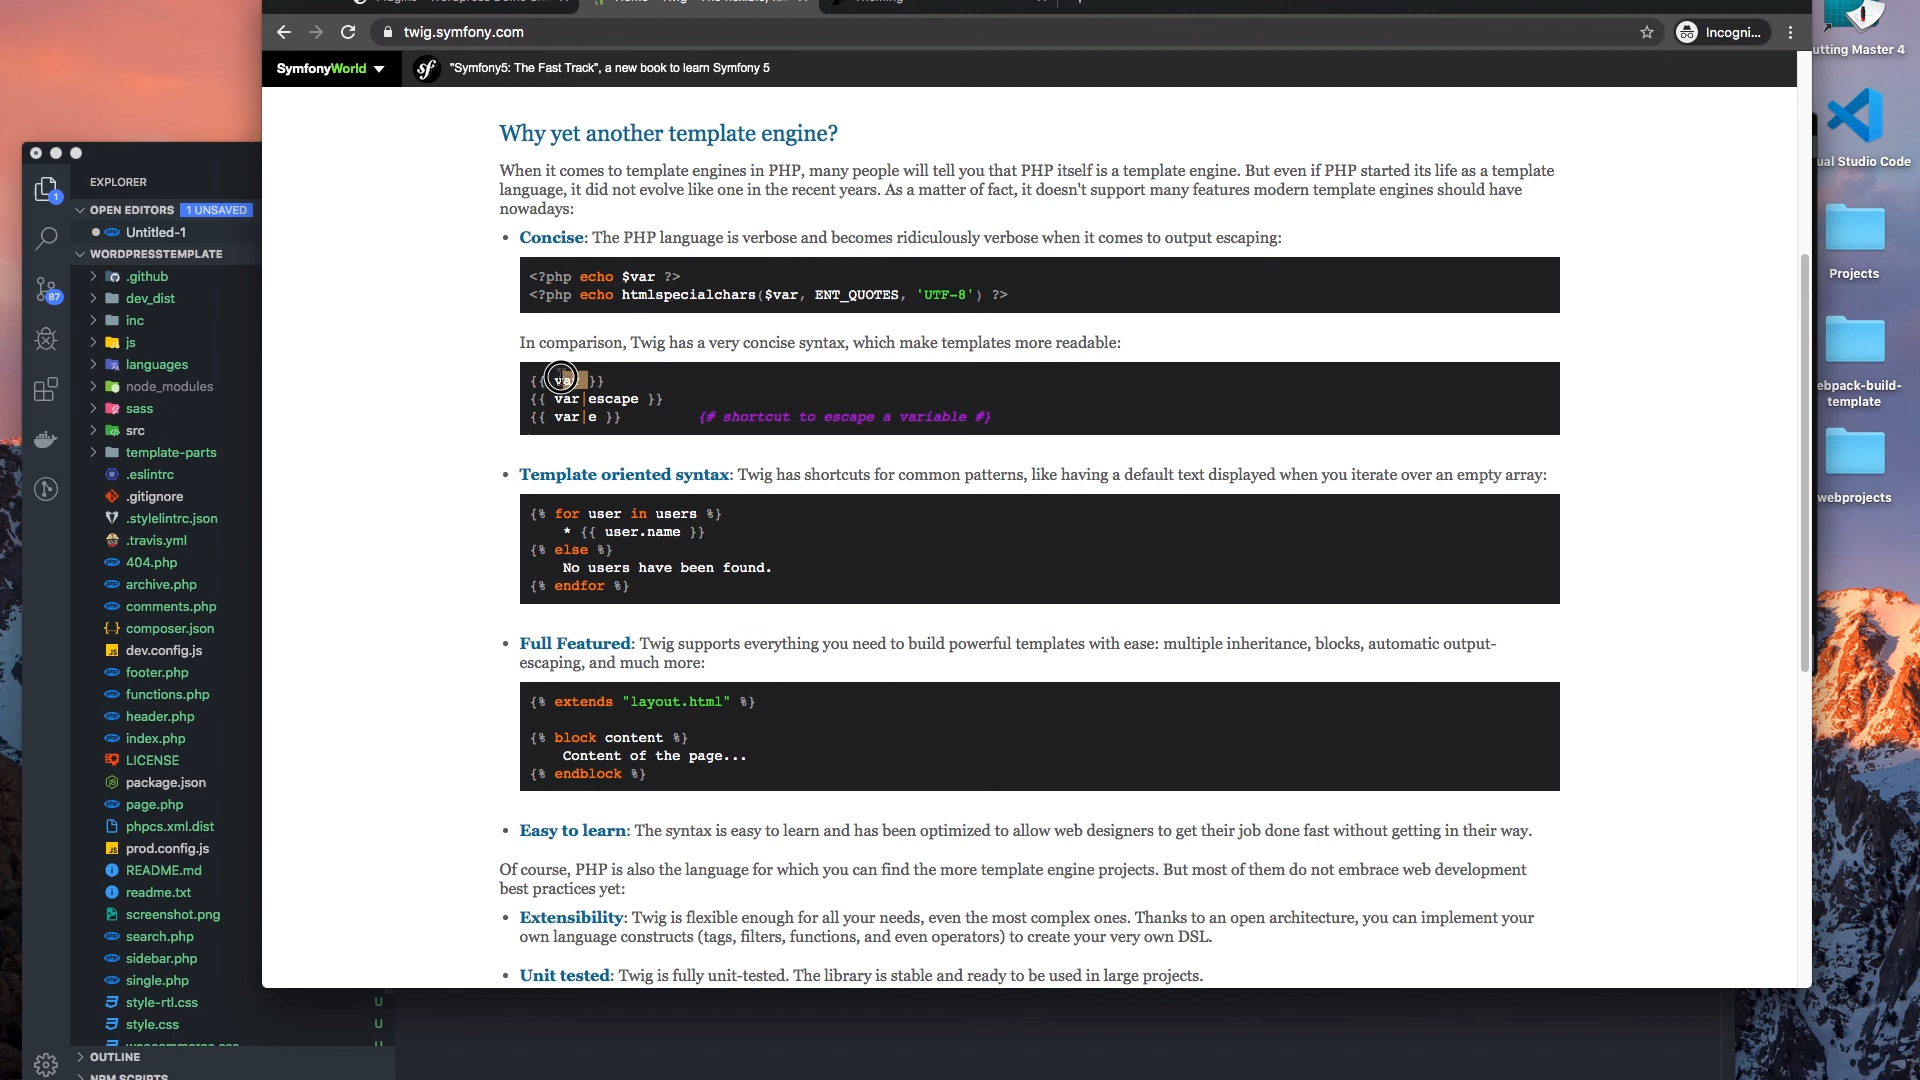 twig.symfony.com
Incogni...
SymfonyWorld
"Symfony5: The Fast Track", a new book to learn Symfony 5
Why yet another template engine?
When it comes to template engines in PHP, many people will tell you that PHP itself is a template engine. But even if PHP started its life as a template
language, it did not evolve like one in the recent years. As a matter of fact, it doesn't support many features modern template engines should have
nowadays:
• Concise: The PHP language is verbose and becomes ridiculously verbose when it comes to output escaping:
<?php echo $var ?>
<?php echo htmlspecialchars($var, ENT_QUOTES, 'UTF-8') ?>
In comparison, Twig has a very concise syntax, which make templates more readable:
{{ var }}
{{ var|escape }}
{{ var|e }} {# shortcut to escape a variable #}
• Template oriented syntax: Twig has shortcuts for common patterns, like having a default text displayed when you iterate over an empty array:
{% for user in users %}
* {{ user.name }}
{% else %}
No users have been found.
{% endfor %}
• Full Featured: Twig supports everything you need to build powerful templates with ease: multiple inheritance, blocks, automatic output-
escaping, and much more:
{% extends "layout.html" %}
{% block content %}
Content of the page...
{% endblock %}
• Easy to learn: The syntax is easy to learn and has been optimized to allow web designers to get their job done fast without getting in their way.
Of course, PHP is also the language for which you can find the more template engine projects. But most of them do not embrace web development
best practices yet:
• Extensibility: Twig is flexible enough for all your needs, even the most complex ones. Thanks to an open architecture, you can implement your
own language constructs (tags, filters, functions, and even operators) to create your very own DSL.
• Unit tested: Twig is fully unit-tested. The library is stable and ready to be used in large projects.
EXPLORER
OPEN EDITORS 1 UNSAVED
Untitled-1
WORDPRESSTEMPLATE
.github
dev_dist
inc
js
languages
node_modules
sass
src
template-parts
.eslintrc
.gitignore
.stylelintrc.json
.travis.yml
404.php
archive.php
comments.php
composer.json
dev.config.js
footer.php
functions.php
header.php
index.php
LICENSE
package.json
page.php
phpcs.xml.dist
prod.config.js
README.md
readme.txt
screenshot.png
search.php
sidebar.php
single.php
style-rtl.css U
style.css U
OUTLINE
NPM SCRIPTS
1
87
utting Master 4
ual Studio Code
Projects
ebpack-build-
template
webprojects